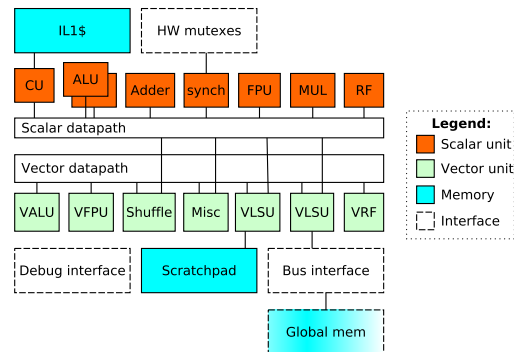 IL1$
HW mutexes
CU
ALU
Adder
synch
FPU
MUL
RF
Scalar datapath
Vector datapath
VALU
VFPU
Shuffle
Misc
VLSU
VLSU
VRF
Debug interface
Scratchpad
Bus interface
Global mem
Legend:
Scalar unit
Vector unit
Memory
Interface